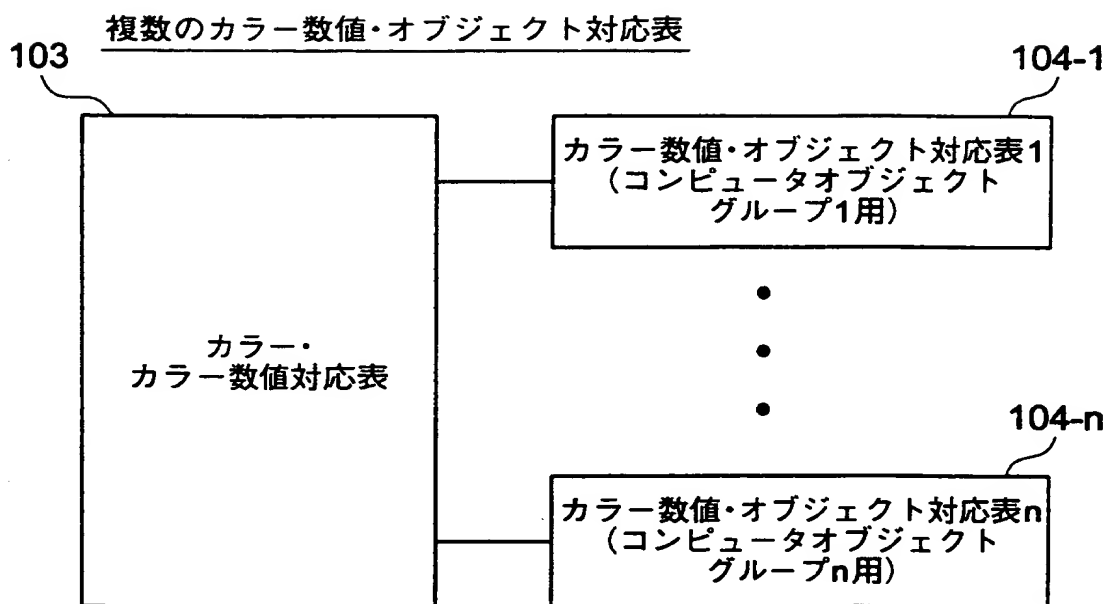 複数のカラー数値・オブジェクト対応表
103
104-1
カラー数値・オブジェクト対応表1
(コンピュータオブジェクト
グループ1用)
カラー・
カラー数値対応表
104-n
カラー数値・オブジェクト対応表n
(コンピュータオブジェクト
グループn用)